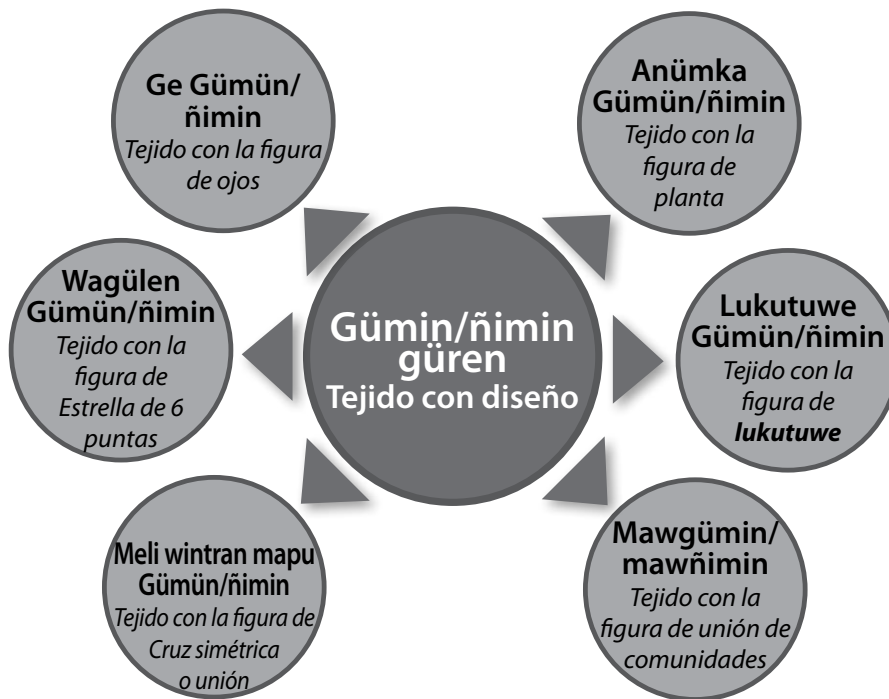 Ge Gümün/
ñimin
Tejido con la figura
de ojos
Anümka
Gümün/ñimin
Tejido con la
figura de
planta
Wagülen
Gümün/ñimin
Tejido con la
figura de
Estrella de 6
puntas
Gümin/ñimin
güren
Tejido con diseño
Lukutuwe
Gümün/ñimin
Tejido con la
figura de
lukutuwe
Meli wintran mapu
Gümün/ñimin
Tejido con la figura de
Cruz simétrica
o unión
Mawgümin/
mawñimin
Tejido con la
figura de unión de
comunidades